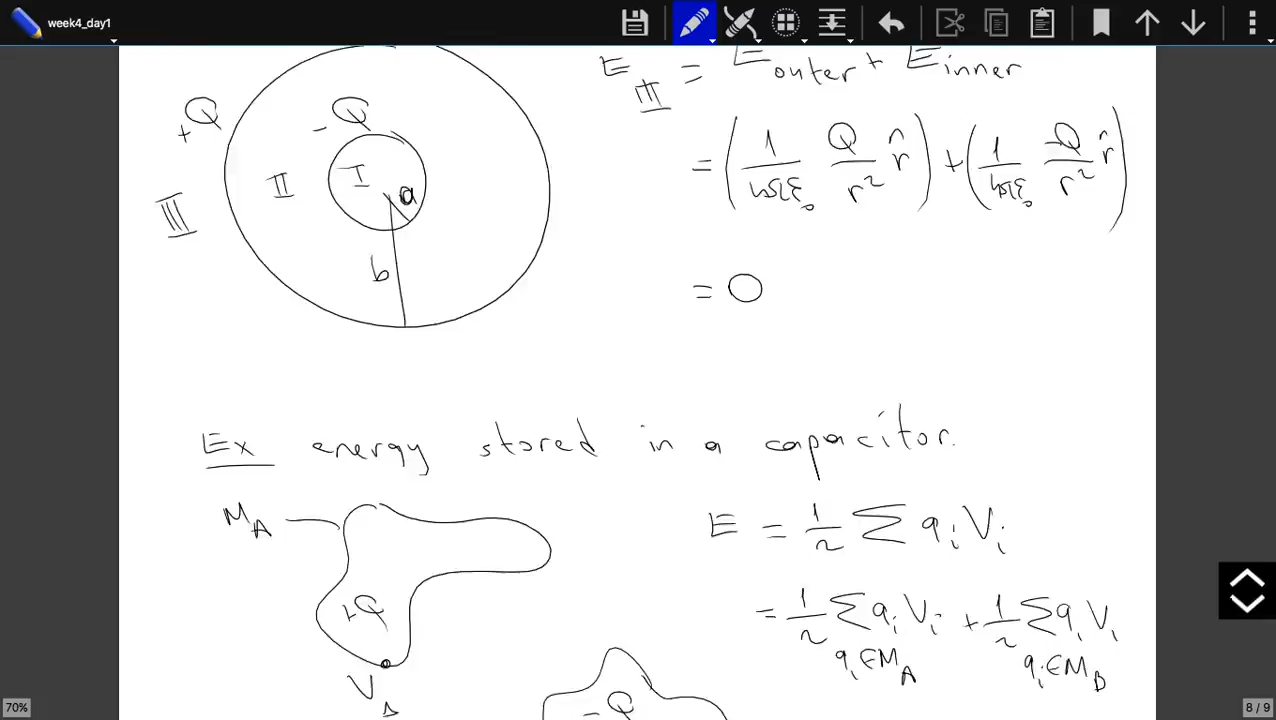 week4_day1
E_III = E_outer + E_inner
+Q
-Q
I
II
III
a
b
= (1/4πε₀ Q/r² r̂) + (1/4πε₀ -Q/r² r̂)
= 0
Ex energy stored in a capacitor.
M_A
+Q
V_A
-Q
E = 1/2 Σ q_i V_i
= 1/2 Σ q_i V_i + 1/2 Σ q_i V_i
q_i ∈ M_A q_i ∈ M_B
70%
8 / 9